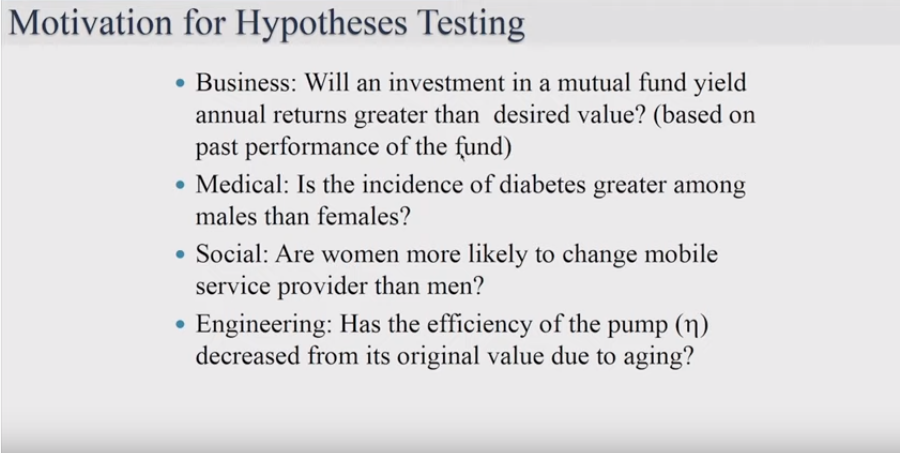 Motivation for Hypotheses Testing
• Business: Will an investment in a mutual fund yield
annual returns greater than desired value? (based on
past performance of the fund)
• Medical: Is the incidence of diabetes greater among
males than females?
• Social: Are women more likely to change mobile
service provider than men?
• Engineering: Has the efficiency of the pump (η)
decreased from its original value due to aging?